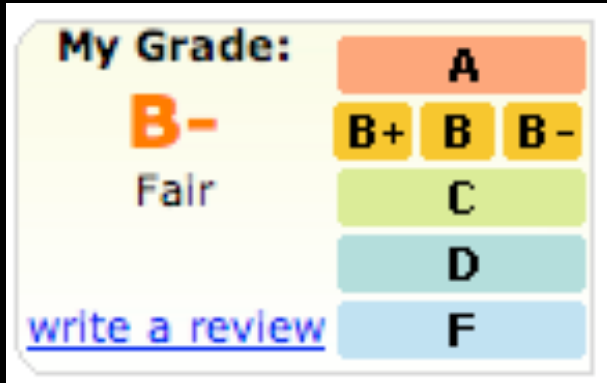 My Grade:
B-
Fair
write a review
A
B+ B B-
C
D
F